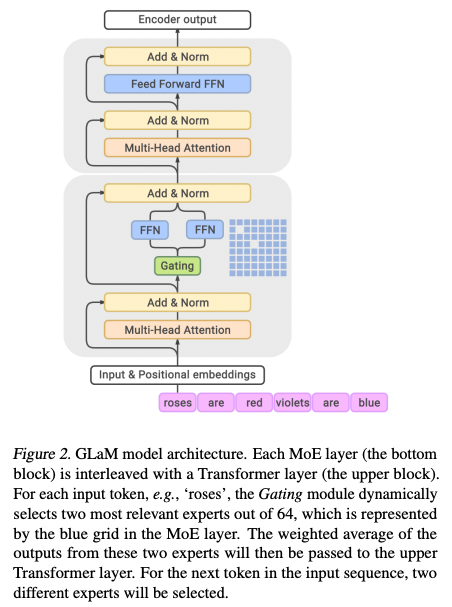 Encoder output
Add & Norm
Feed Forward FFN
Add & Norm
Multi-Head Attention
Add & Norm
FFN FFN
Gating
Add & Norm
Multi-Head Attention
Input & Positional embeddings
roses are red violets are blue
Figure 2. GLaM model architecture. Each MoE layer (the bottom
block) is interleaved with a Transformer layer (the upper block).
For each input token, e.g., ‘roses’, the Gating module dynamically
selects two most relevant experts out of 64, which is represented
by the blue grid in the MoE layer. The weighted average of the
outputs from these two experts will then be passed to the upper
Transformer layer. For the next token in the input sequence, two
different experts will be selected.